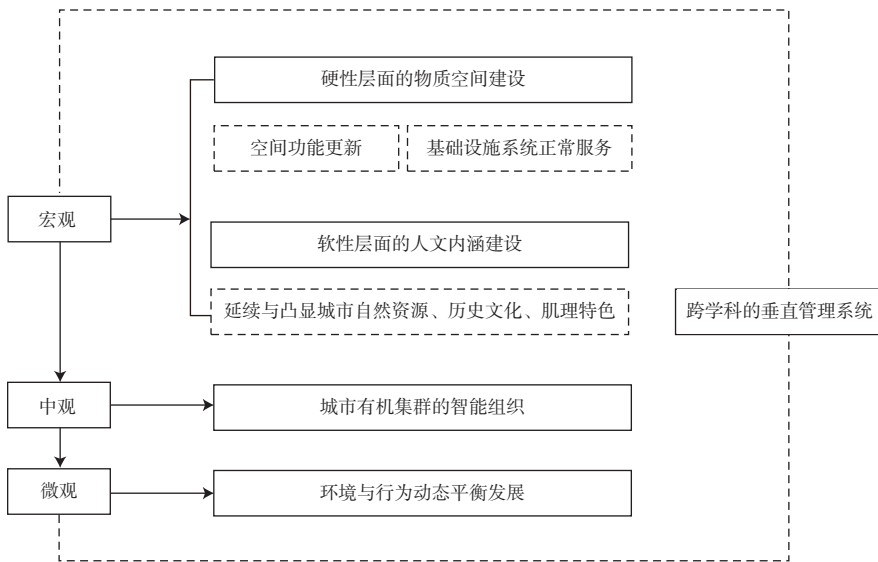 硬性层面的物质空间建设
空间功能更新
基础设施系统正常服务
宏观
软性层面的人文内涵建设
延续与凸显城市自然资源、历史文化、肌理特色
跨学科的垂直管理系统
中观
城市有机集群的智能组织
微观
环境与行为动态平衡发展